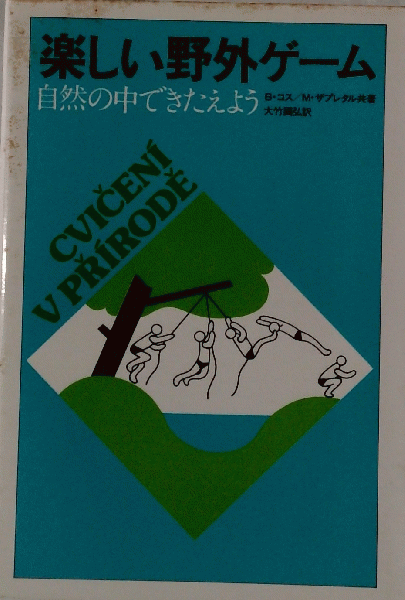 楽しい野外ゲーム
自然の中できたえよう
B・コス/M・ザプレタル共著
大竹國弘訳
CVIČENÍ
V PŘÍRODĚ